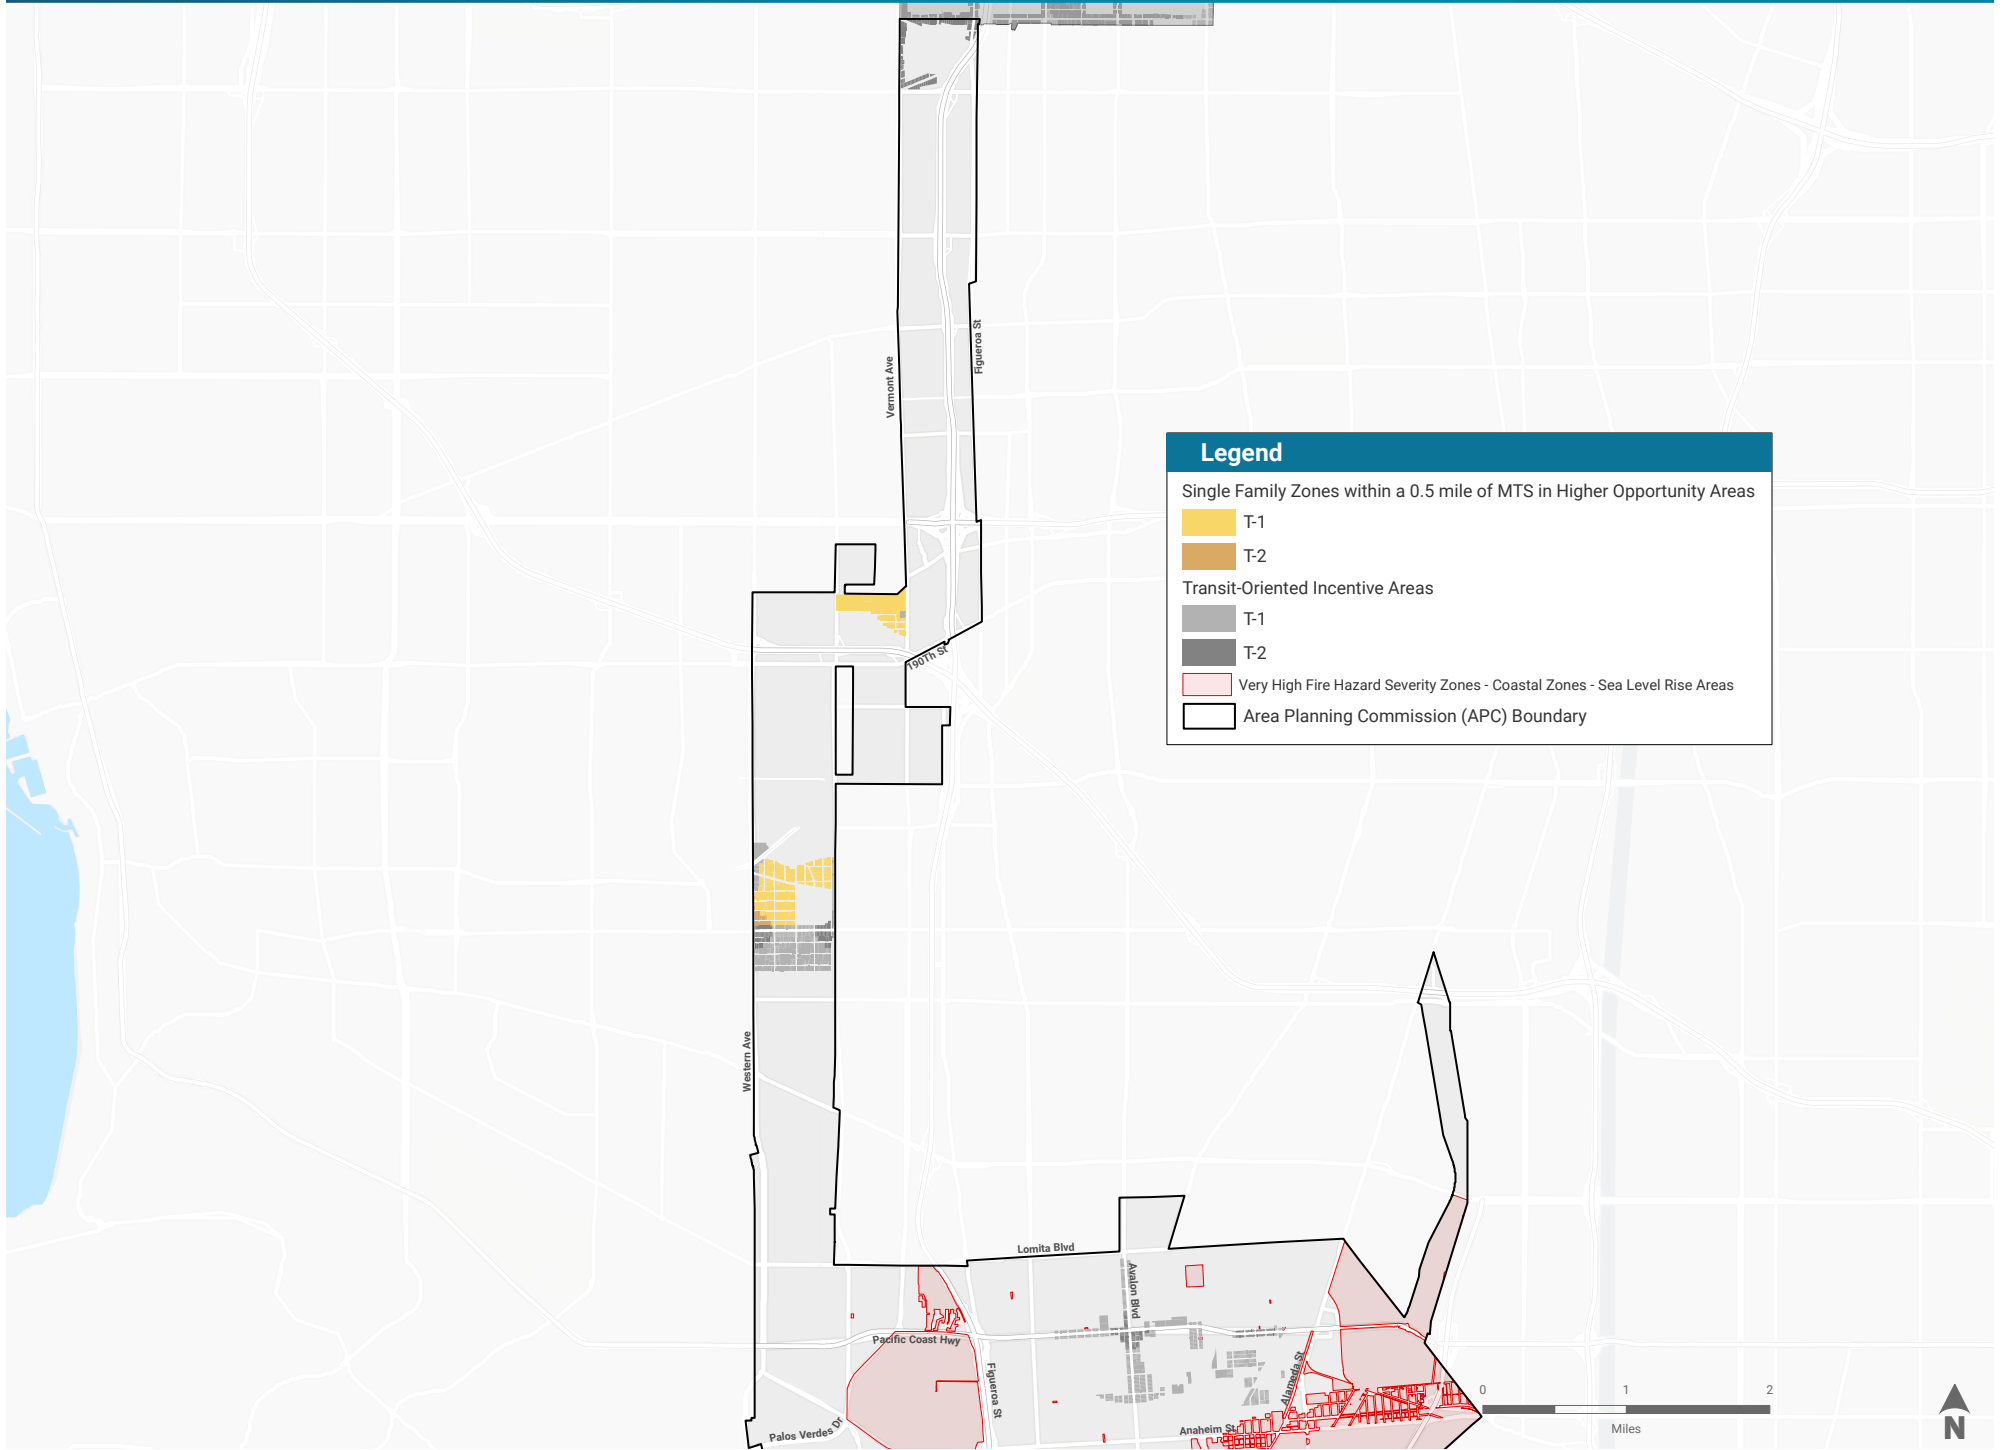 Vermont Ave
Figueroa St
Legend
Single Family Zones within a 0.5 mile of MTS in Higher Opportunity Areas
T-1
T-2
Transit-Oriented Incentive Areas
T-1
T-2
Very High Fire Hazard Severity Zones - Coastal Zones - Sea Level Rise Areas
Area Planning Commission (APC) Boundary
190Th St
Western Ave
Lomita Blvd
Avalon Blvd
Pacific Coast Hwy
Figueroa St
Alameda St
Palos Verdes Dr
Anaheim St
0 1 2
Miles
N